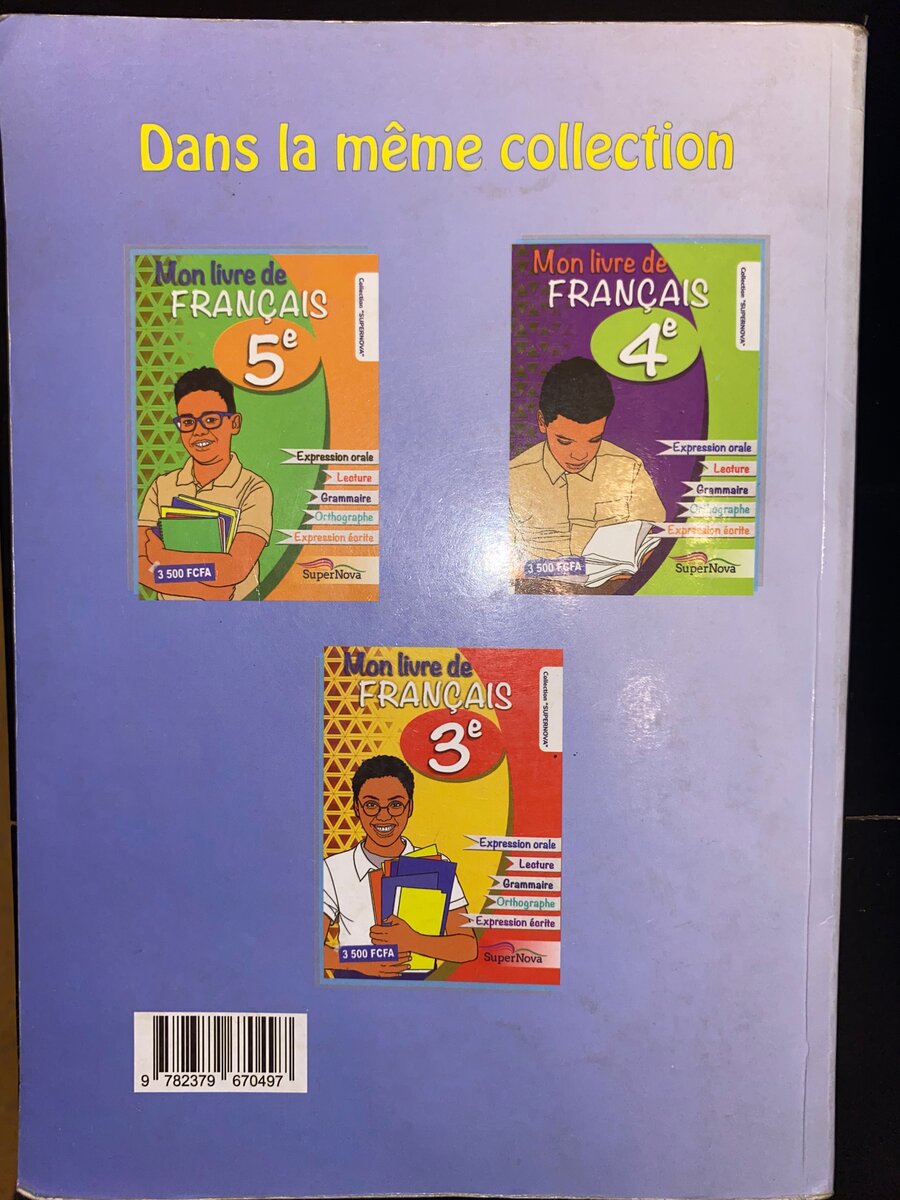 Dans la même collection
Mon livre de
FRANÇAIS
5e
Collection "SUPERNOVA"
Expression orale
Lecture
Grammaire
Orthographe
Expression écrite
3 500 FCFA
SuperNova
Mon livre de
FRANÇAIS
4e
Collection "SUPERNOVA"
Expression orale
Lecture
Grammaire
Orthographe
Expression écrite
3 500 FCFA
SuperNova
Mon livre de
FRANÇAIS
3e
Collection "SUPERNOVA"
Expression orale
Lecture
Grammaire
Orthographe
Expression écrite
3 500 FCFA
SuperNova
9 782379 670497